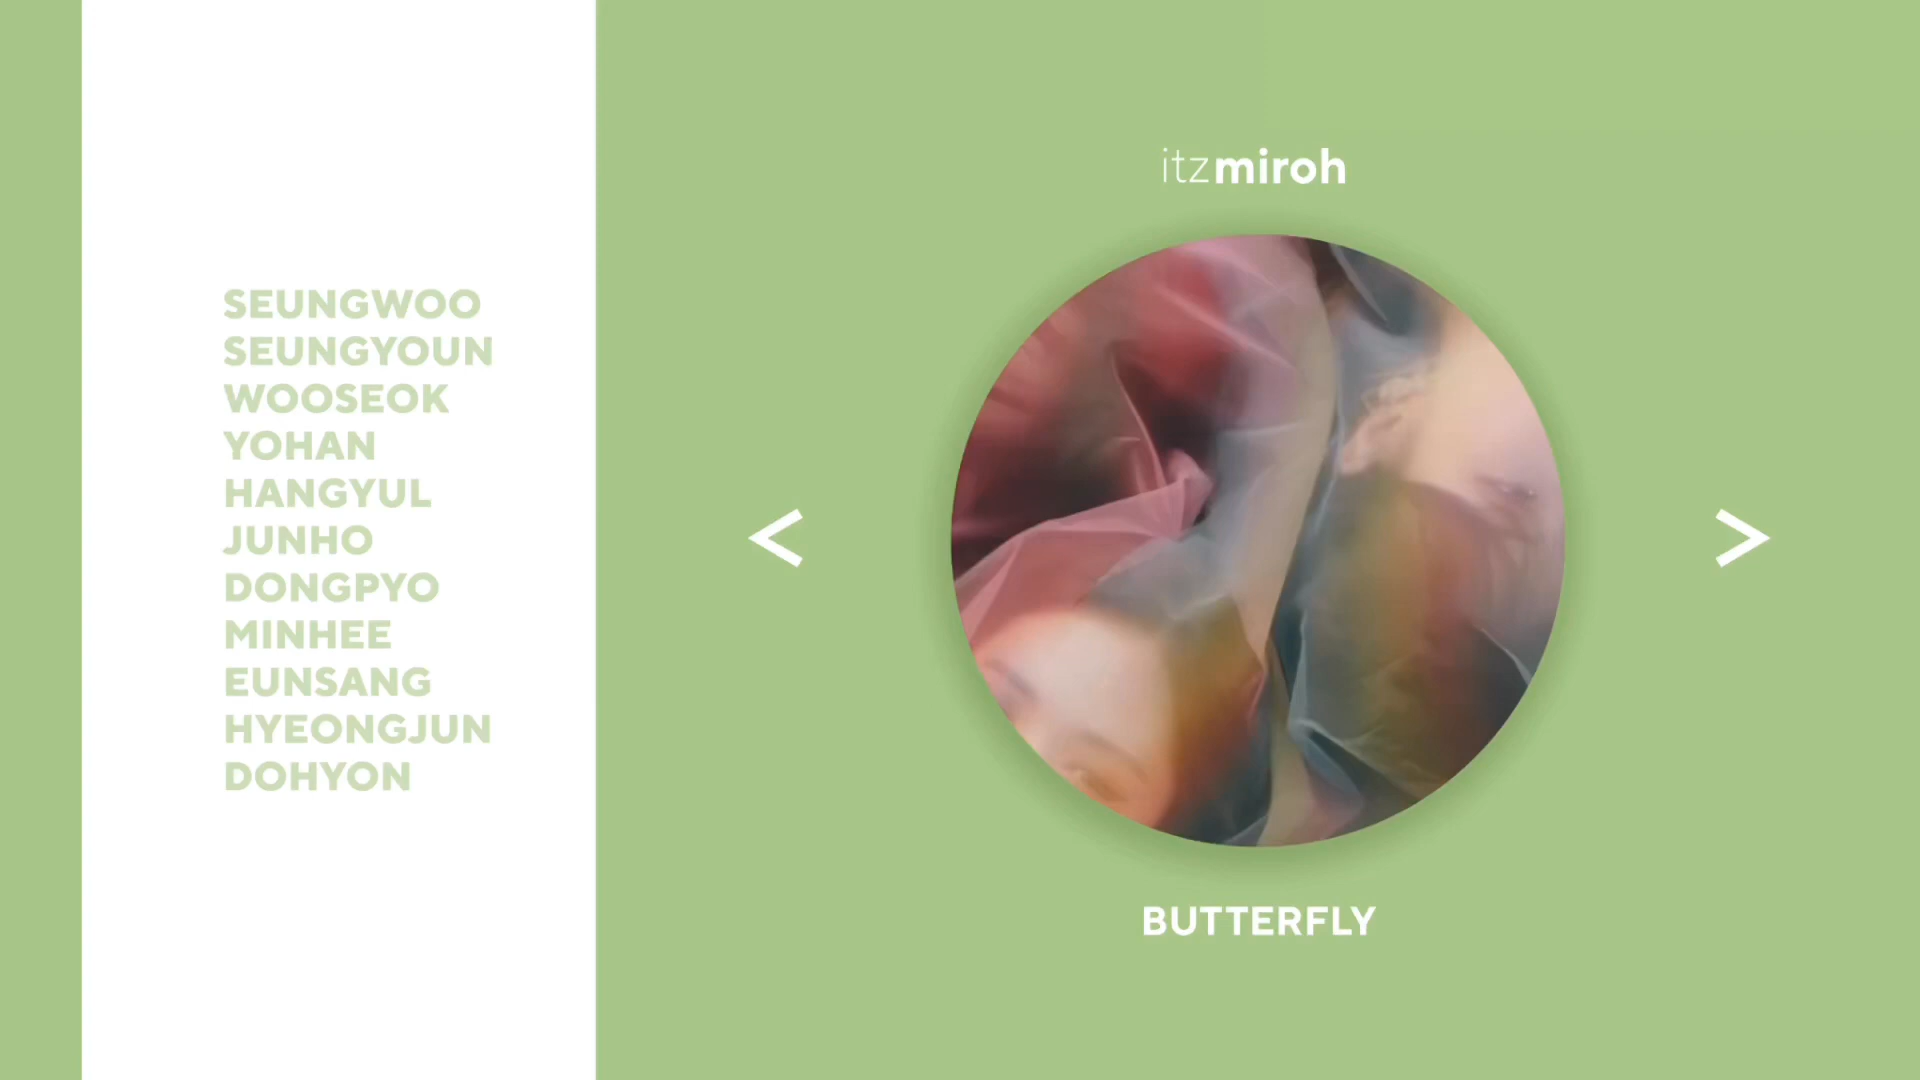 SEUNGWOO
SEUNGYOUN
WOOSEOK
YOHAN
HANGYUL
JUNHO
DONGPYO
MINHEE
EUNSANG
HYEONGJUN
DOHYON
itzmiroh
<
>
BUTTERFLY